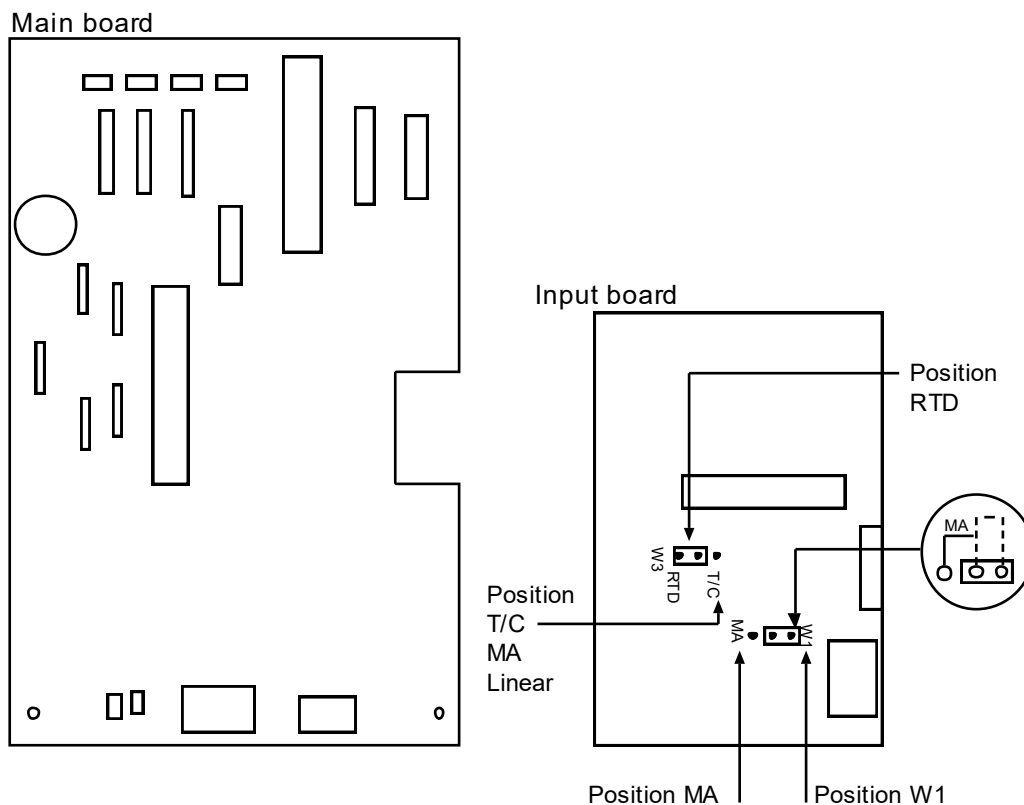 Main board
Input board
Position
RTD
MA
W3
RTD
T/C
Position
T/C
MA
Linear
MA
W1
Position MA
Position W1